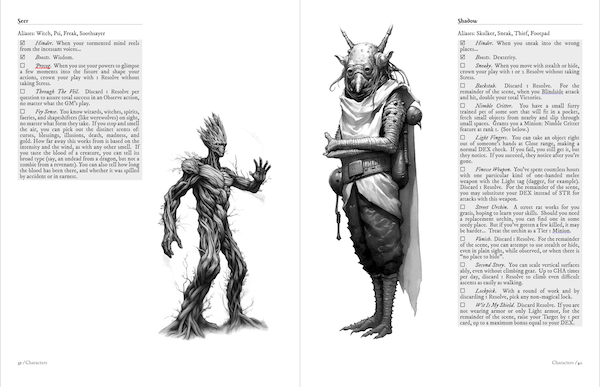 Seer
Aliases: Witch, Psi, Freak, Soothsayer
Hinder. When your tormented mind reels
from the incessant voices...
Boosts: Wisdom.
Presag. When you use your powers to glimpse
a few moments into the future and shape your
actions, crown your play with 1 Resolve without
taking Stress.
Through The Veil. Discard 1 Resolve per
question to assure total success in an Observe action,
no matter what the GM's play.
Fey Sense. You know wizards, witches, spirits,
faeries, and shapeshifters (like werewolves) on sight,
no matter what form they take. If you stop and smell
the air, you can pick out the distinct scents of:
curses, blessings, illusions, death, madness, and
gold. How far away this works from is based on the
intensity and the wind, as with any other smell. If
you taste the blood of a creature, you can tell its
broad type (say, an undead from a dragon, but not a
zombie from a revenant). You can also tell how long
the blood has been there, and whether it was spilled
by accident or in earnest.
Shadow
Aliases: Skulker, Sneak, Thief, Footpad
Hinder. When you sneak into the wrong
places...
Boosts: Dexterity.
Sneaky. When you move with stealth or hide,
crown your play with 1 or 2 Resolve without taking
Stress.
Backstab. Discard 1 Resolve. For the
remainder of the scene, when you Blindside attack
and hit, double your total Victories.
Nimble Critter. You have a small furry
trained pet of some sort that will fit in a pocket,
fetch small objects from nearby and slip through
small spaces. Grants you a Minion: Nimble Critter
feature at rank 1. (See below.)
Light Fingers. You can take an object right
out of someone's hands at Close range, making a
normal DEX check. If you fail, you still get it, but
they notice. If you succeed, they notice after you're
gone.
Finesse Weapon. You've spent countless hours
with one particular kind of one-handed melee
weapon with the Light tag (dagger, for example).
Discard 1 Resolve. For the remainder of the scene,
you may substitute your DEX instead of STR for
attacks with this weapon.
Street Urchin. A street rat works for you
gratis, hoping to learn your skills. Should you need
a replacement urchin, you can find one in some
seedy place. But if you've gotten a few killed, it may
be harder... Treat the urchin as a Tier 1 Minion.
Vanish. Discard 1 Resolve. For the remainder
of the scene, you can attempt to use stealth or hide,
even in plain sight, while observed, or when there is
"no place to hide".
Second Story. You can scale vertical surfaces
ably, even without climbing gear. Up to CHA times
per day, discard 1 Resolve to climb even difficult
ascents as easily as walking.
Lockpick. With a round of work and by
discarding 1 Resolve, pick any non-magical lock.
Wit Is My Shield. Discard Resolve. If you are
not wearing armor or only Light armor, for the
remainder of the scene, raise your Target by 1 per
card, up to a maximum bonus equal to your DEX.
/ Characters
Characters /